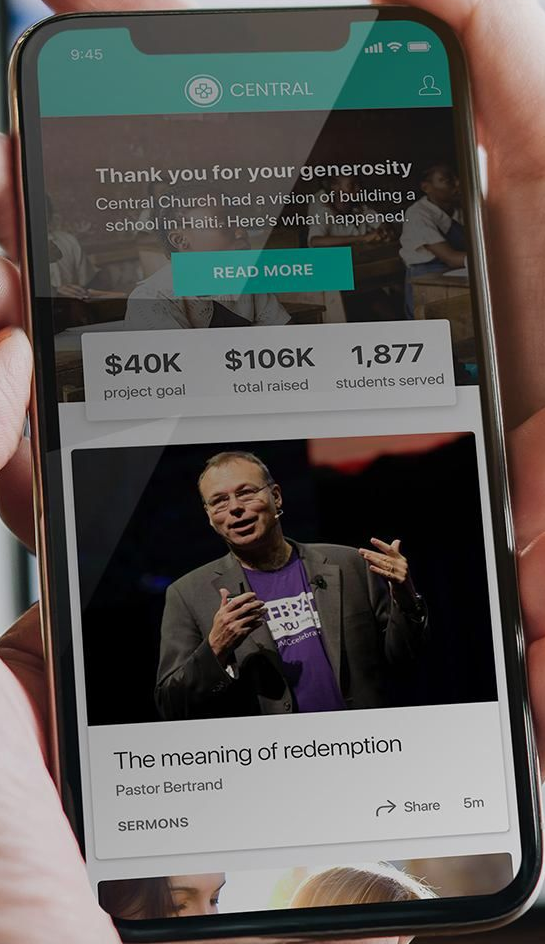 9:45
CENTRAL
Thank you for your generosity
Central Church had a vision of building a
school in Haiti. Here's what happened.
READ MORE
$40K $106K 1,877
project goal total raised students served
YOU
The meaning of redemption
Pastor Bertrand
SERMONS Share 5m